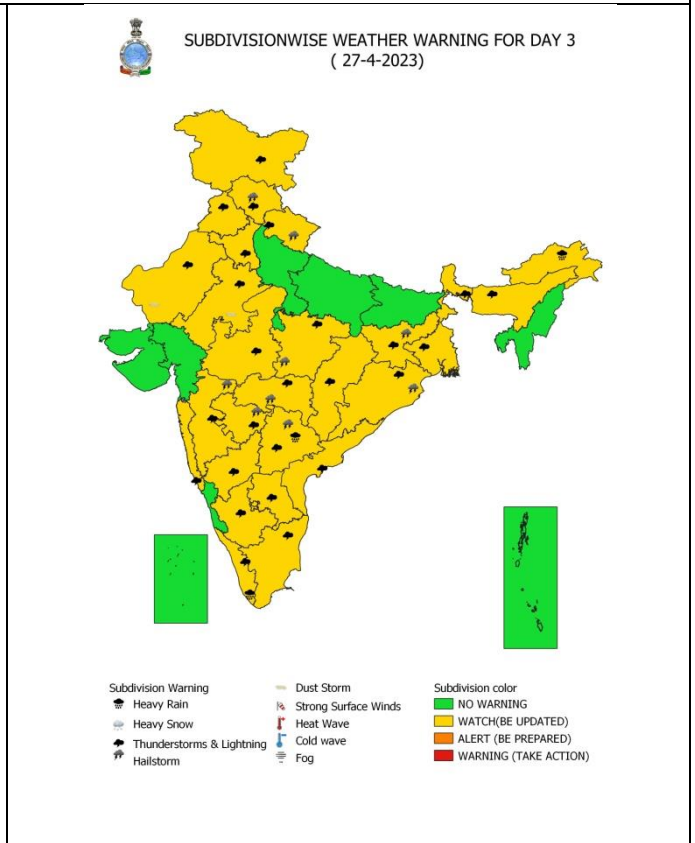 SUBDIVISIONWISE WEATHER WARNING FOR DAY 3
( 27-4-2023)
Subdivision Warning
Heavy Rain
Heavy Snow
Thunderstorms & Lightning
Hailstorm
Dust Storm
Strong Surface Winds
Heat Wave
Cold wave
Fog
Subdivision color
NO WARNING
WATCH(BE UPDATED)
ALERT (BE PREPARED)
WARNING (TAKE ACTION)